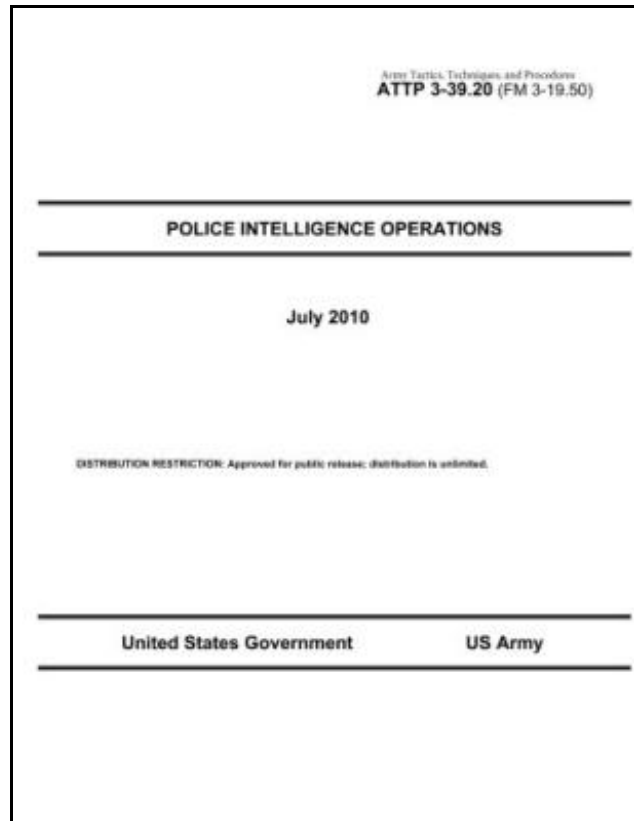 Army Tactics, Techniques, and Procedures
ATTP 3-39.20 (FM 3-19.50)
POLICE INTELLIGENCE OPERATIONS
July 2010
DISTRIBUTION RESTRICTION: Approved for public release; distribution is unlimited.
United States Government US Army